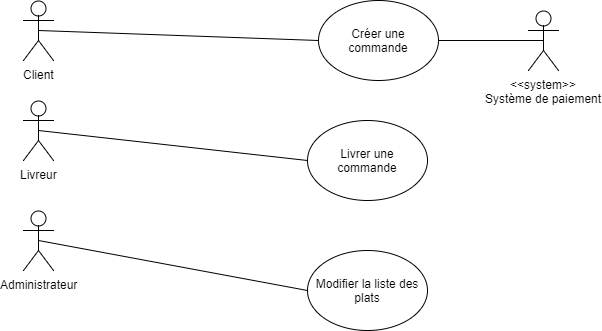 Créer une
commande
Client
<<system>>
Système de paiement
Livrer une
commande
Livreur
Administrateur
Modifier la liste des
plats